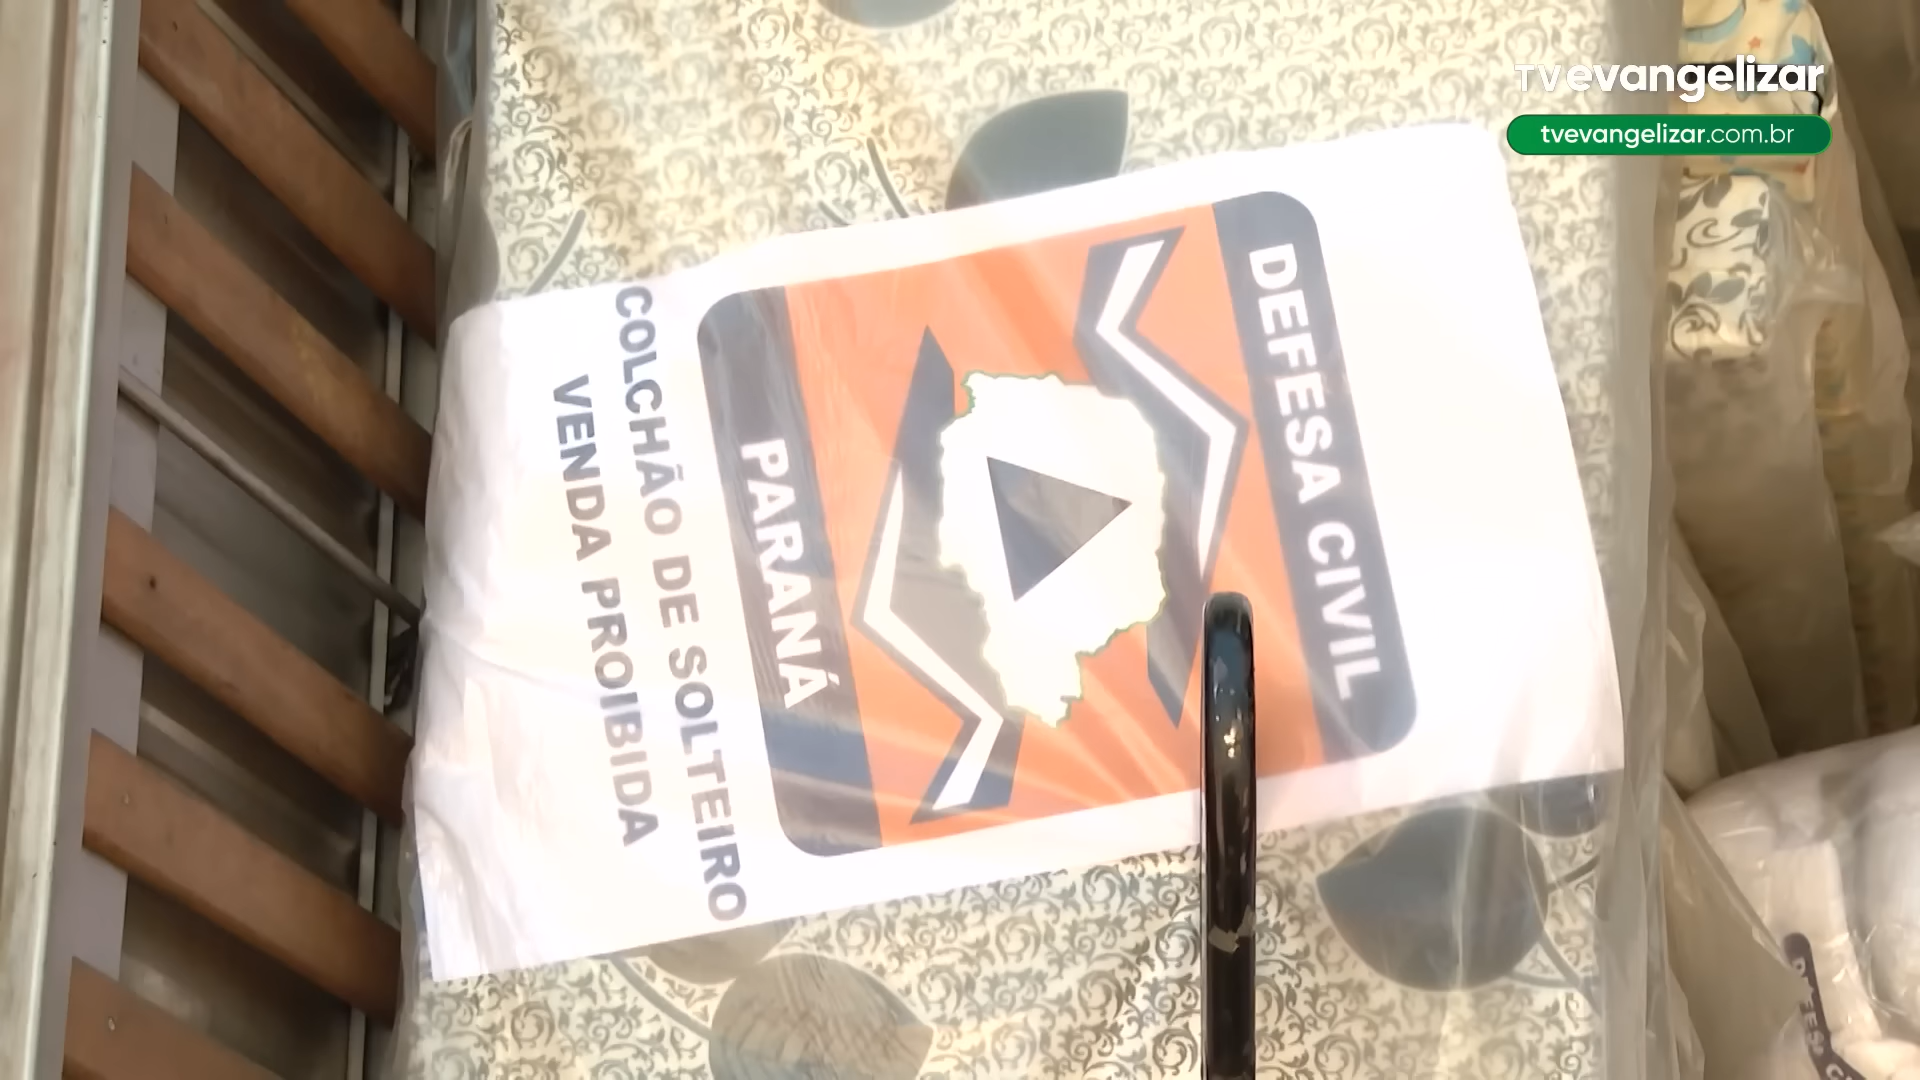 TVevangelizar
tvevangelizar.com.br
DEFESA CIVIL
PARANÁ
COLCHÃO DE SOLTEIRO
VENDA PROIBIDA